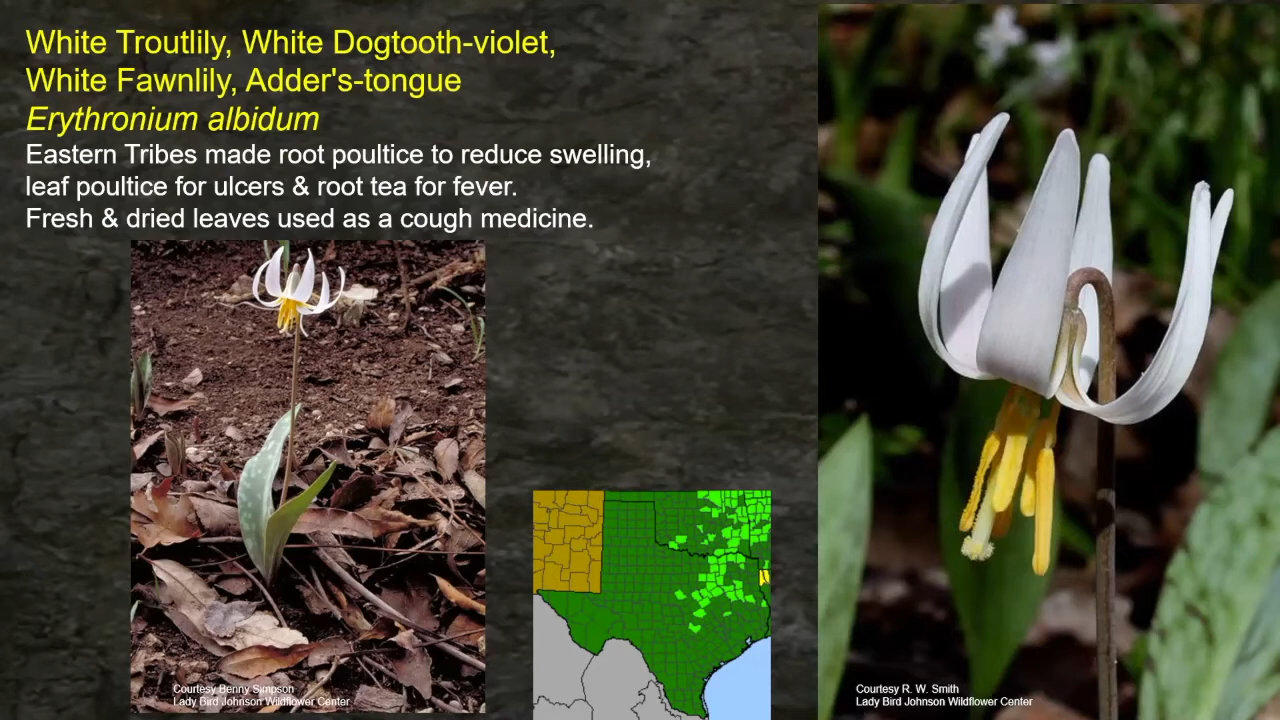 White Troutlily, White Dogtooth-violet,
White Fawnlily, Adder's-tongue
Erythronium albidum
Eastern Tribes made root poultice to reduce swelling,
leaf poultice for ulcers & root tea for fever.
Fresh & dried leaves used as a cough medicine.
Courtesy Benny Simpson
Lady Bird Johnson Wildflower Center
Courtesy R. W. Smith
Lady Bird Johnson Wildflower Center